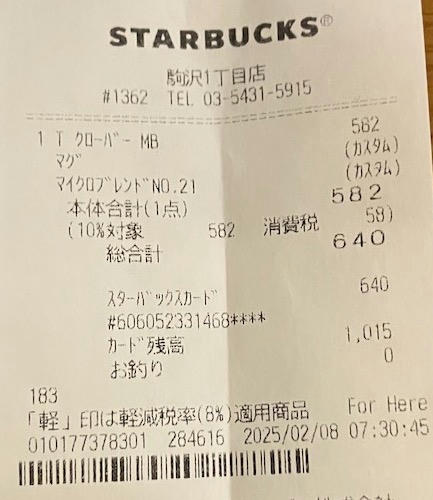 STARBUCKS®
駒沢1丁目店
#1362 TEL 03-5431-5915
1 T クローバー MB 582
マグ (カスタム)
マイクロブレンドNO.21 (カスタム)
本体合計(1点) 582
(10%対象 582 消費税 58)
総合計 640
スターバックスカード 640
#606052331468****
カード残高 1,015
お釣り 0
183
「軽」印は軽減税率(8%)適用商品 For Here
010177378301 284616 2025/02/08 07:30:45